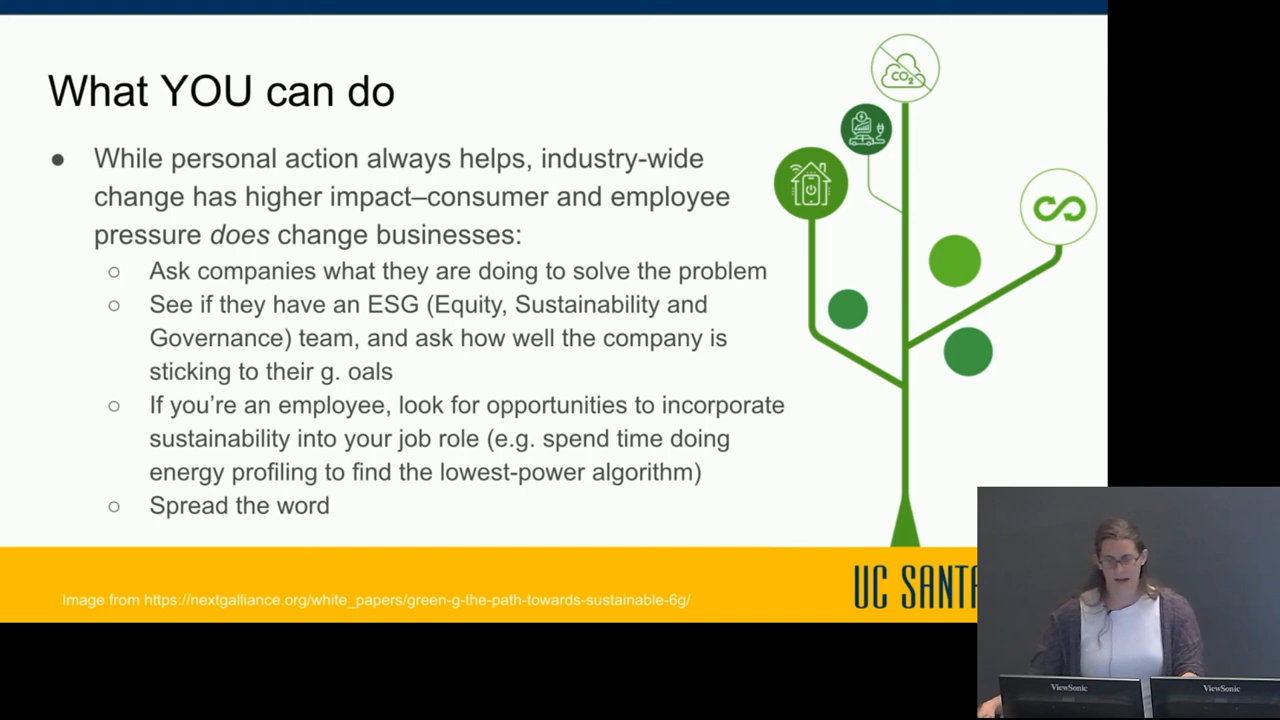 What YOU can do
● While personal action always helps, industry-wide
change has higher impact–consumer and employee
pressure does change businesses:
○ Ask companies what they are doing to solve the problem
○ See if they have an ESG (Equity, Sustainability and
Governance) team, and ask how well the company is
sticking to their g. oals
○ If you’re an employee, look for opportunities to incorporate
sustainability into your job role (e.g. spend time doing
energy profiling to find the lowest-power algorithm)
○ Spread the word
CO2
Image from https://nextgalliance.org/white_papers/green-g-the-path-towards-sustainable-6g/
UC SANTA
ViewSonic
ViewSonic